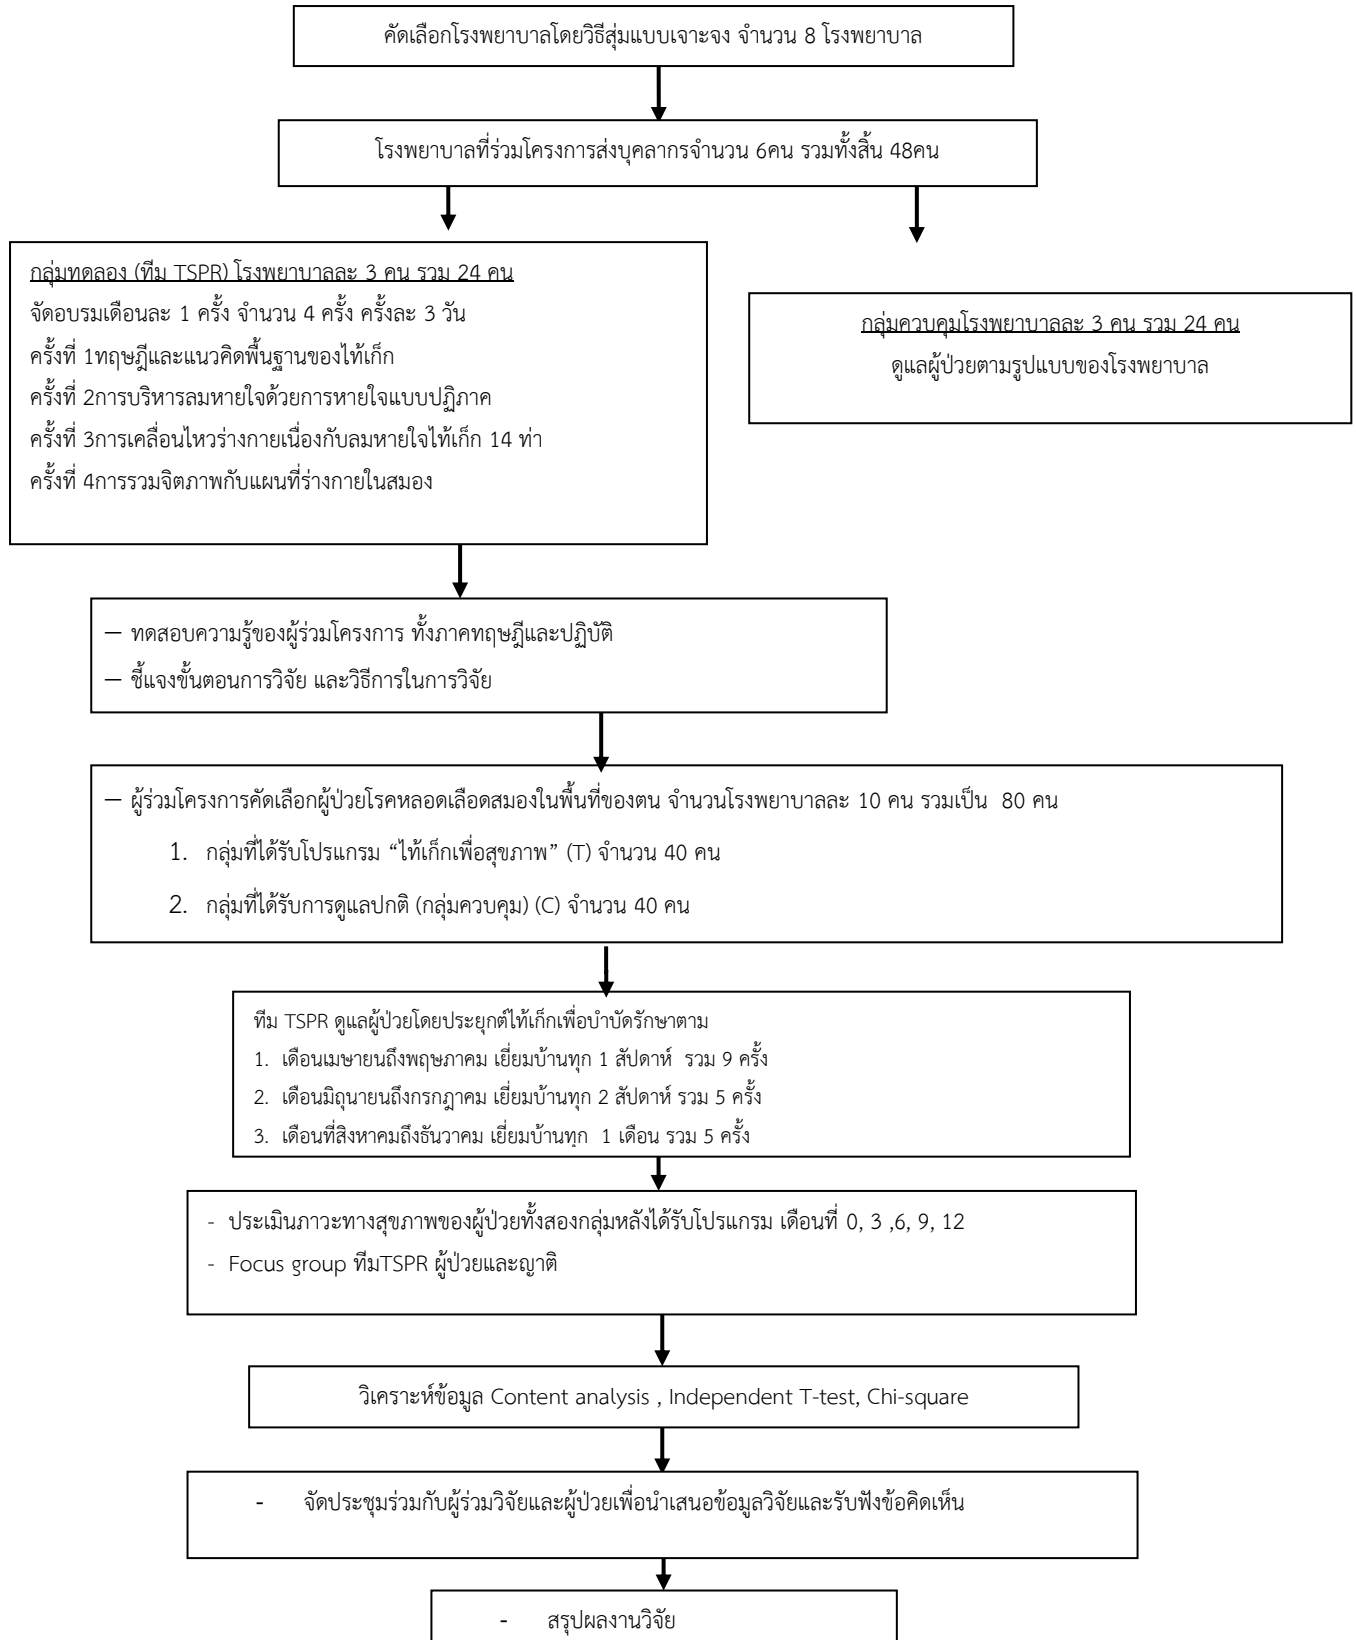 คัดเลือกโรงพยาบาลโดยวิธีสุ่มแบบเจาะจง จำนวน 8 โรงพยาบาล
โรงพยาบาลที่ร่วมโครงการส่งบุคลากรจำนวน 6คน รวมทั้งสิ้น 48คน
กลุ่มทดลอง (ทีม TSPR) โรงพยาบาลละ 3 คน รวม 24 คน
จัดอบรมเดือนละ 1 ครั้ง จำนวน 4 ครั้ง ครั้งละ 3 วัน
ครั้งที่ 1ทฤษฎีและแนวคิดพื้นฐานของไท้เก็ก
ครั้งที่ 2การบริหารลมหายใจด้วยการหายใจแบบปฏิภาค
ครั้งที่ 3การเคลื่อนไหวร่างกายเนื่องกับลมหายใจไท้เก็ก 14 ท่า
ครั้งที่ 4การรวมจิตภาพกับแผนที่ร่างกายในสมอง
กลุ่มควบคุมโรงพยาบาลละ 3 คน รวม 24 คน
ดูแลผู้ป่วยตามรูปแบบของโรงพยาบาล
— ทดสอบความรู้ของผู้ร่วมโครงการ ทั้งภาคทฤษฎีและปฏิบัติ
— ชี้แจงขั้นตอนการวิจัย และวิธีการในการวิจัย
— ผู้ร่วมโครงการคัดเลือกผู้ป่วยโรคหลอดเลือดสมองในพื้นที่ของตน จำนวนโรงพยาบาลละ 10 คน รวมเป็น 80 คน
1. กลุ่มที่ได้รับโปรแกรม “ไท้เก็กเพื่อสุขภาพ” (T) จำนวน 40 คน
2. กลุ่มที่ได้รับการดูแลปกติ (กลุ่มควบคุม) (C) จำนวน 40 คน
ทีม TSPR ดูแลผู้ป่วยโดยประยุกต์ไท้เก็กเพื่อบำบัดรักษาตาม
1. เดือนเมษายนถึงพฤษภาคม เยี่ยมบ้านทุก 1 สัปดาห์ รวม 9 ครั้ง
2. เดือนมิถุนายนถึงกรกฎาคม เยี่ยมบ้านทุก 2 สัปดาห์ รวม 5 ครั้ง
3. เดือนที่สิงหาคมถึงธันวาคม เยี่ยมบ้านทุก 1 เดือน รวม 5 ครั้ง
- ประเมินภาวะทางสุขภาพของผู้ป่วยทั้งสองกลุ่มหลังได้รับโปรแกรม เดือนที่ 0, 3 ,6, 9, 12
- Focus group ทีมTSPR ผู้ป่วยและญาติ
วิเคราะห์ข้อมูล Content analysis , Independent T-test, Chi-square
- จัดประชุมร่วมกับผู้ร่วมวิจัยและผู้ป่วยเพื่อนำเสนอข้อมูลวิจัยและรับฟังข้อคิดเห็น
- สรุปผลงานวิจัย